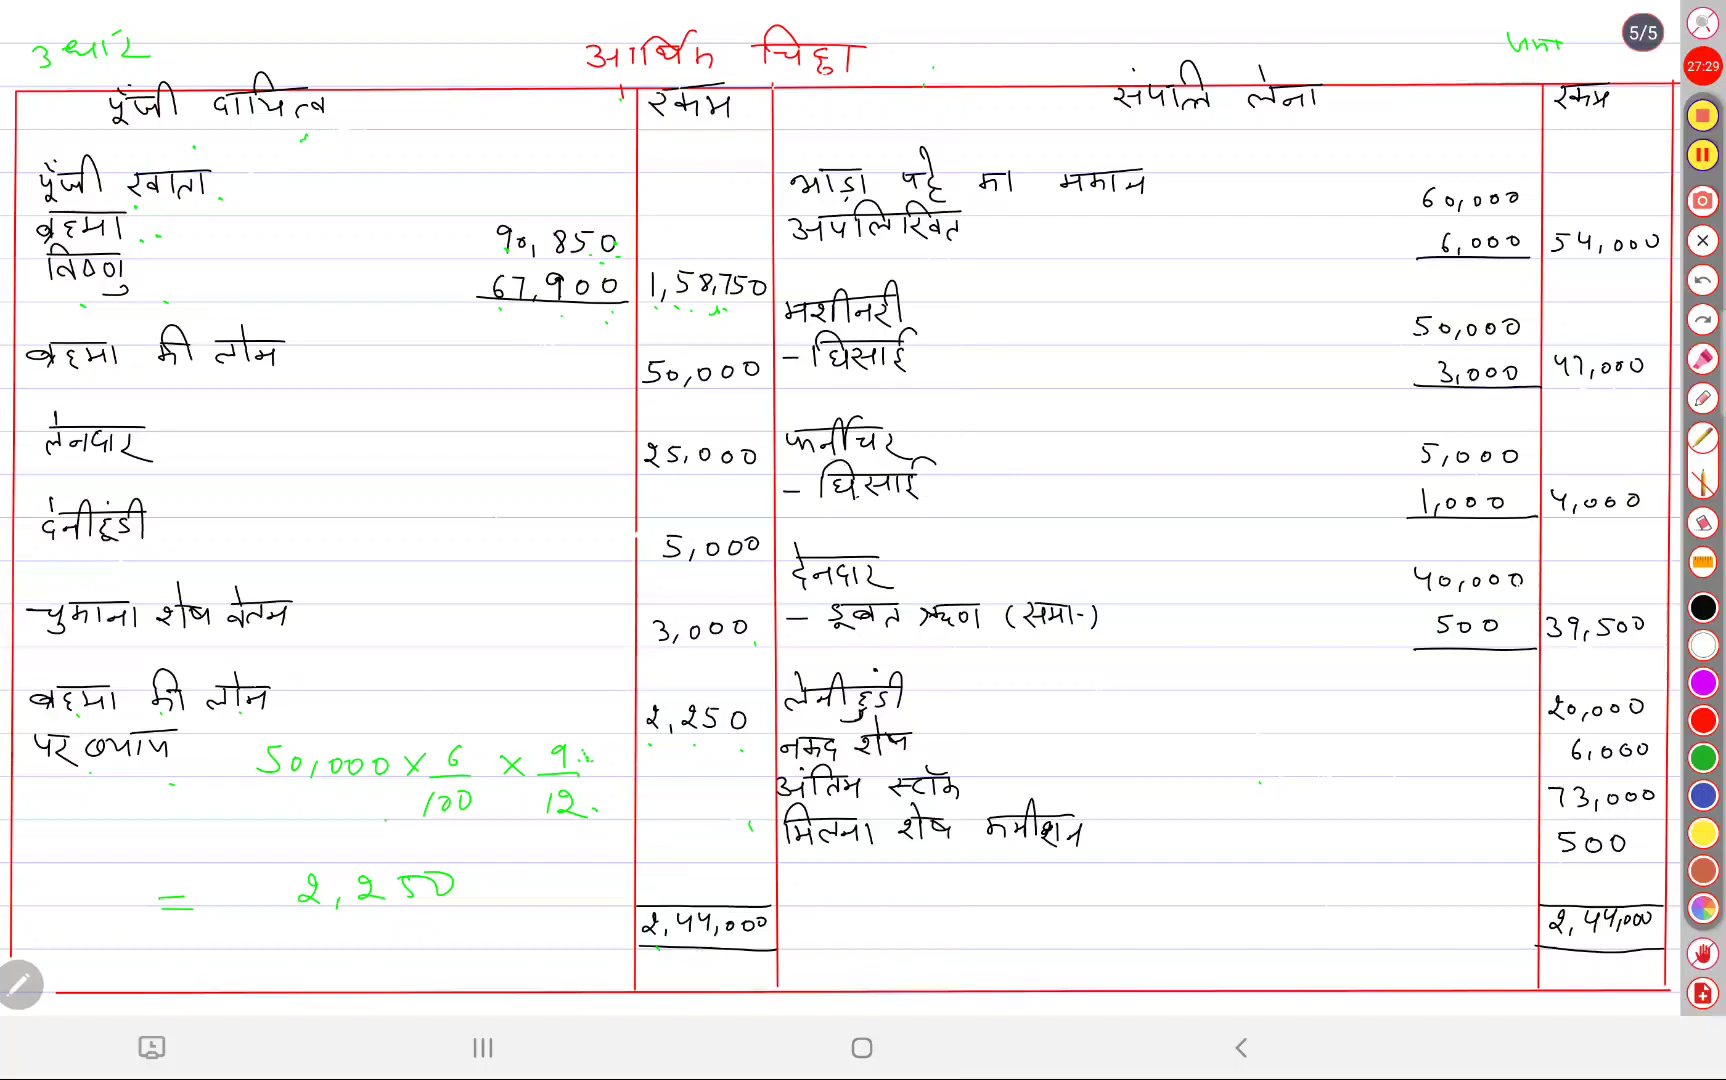 उधार
आर्थिक चिट्ठा
जमा
5/5
27:29
पूँजी दायित्व रकम संपत्ति लेना रकम
पूँजी खाता
ब्रह्मा 90,850
विष्णु 67,900 1,58,750
ब्रह्मा की लोन 50,000
लेनदार 25,000
देनीहूंडी 5,000
चुकाना शेष वेतन 3,000
ब्रह्मा की लोन
पर व्याज 2,250
50,000 × 6/100 × 9/12
= 2,250
2,44,000
भाड़ा पट्टे का मकान 60,000
अपलिखित 6,000 54,000
मशीनरी 50,000
- घिसाई 3,000 47,000
फर्नीचर 5,000
- घिसाई 1,000 4,000
देनदार 40,000
- डूबत ऋण (समा-) 500 39,500
लेनीहुंडी 20,000
नकद शेष 6,000
अंतिम स्टॉक 73,000
मिलना शेष कमीशन 500
2,44,000